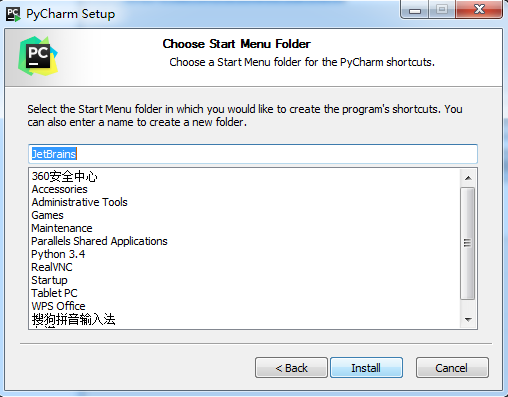 PC
PyCharm Setup
PC
Choose Start Menu Folder
Choose a Start Menu folder for the PyCharm shortcuts.
Select the Start Menu folder in which you would like to create the program's shortcuts. You
can also enter a name to create a new folder.
JetBrains
360安全中心
Accessories
Administrative Tools
Games
Maintenance
Parallels Shared Applications
Python 3.4
RealVNC
Startup
Tablet PC
WPS Office
搜狗拼音输入法
< Back
Install
Cancel